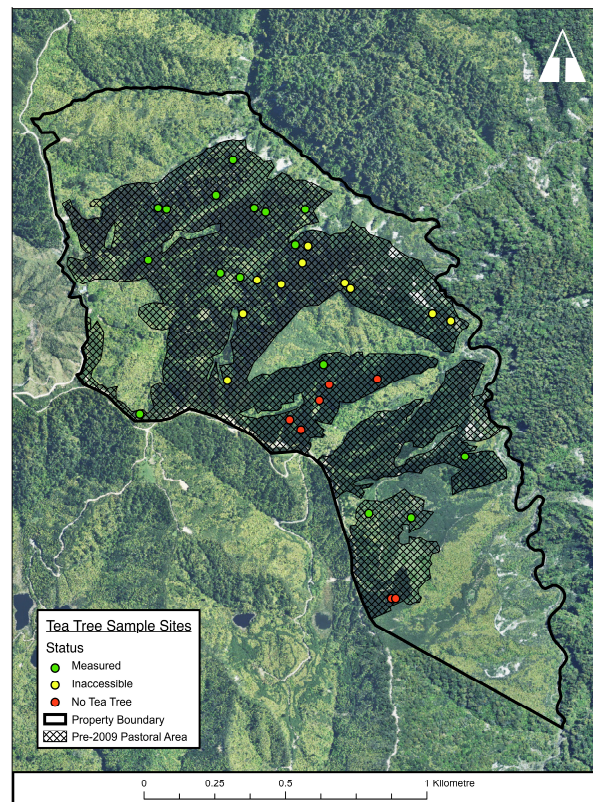 Tea Tree Sample Sites
Status
Measured
Inaccessible
No Tea Tree
Property Boundary
Pre-2009 Pastoral Area
0 0.25 0.5 1 Kilometre